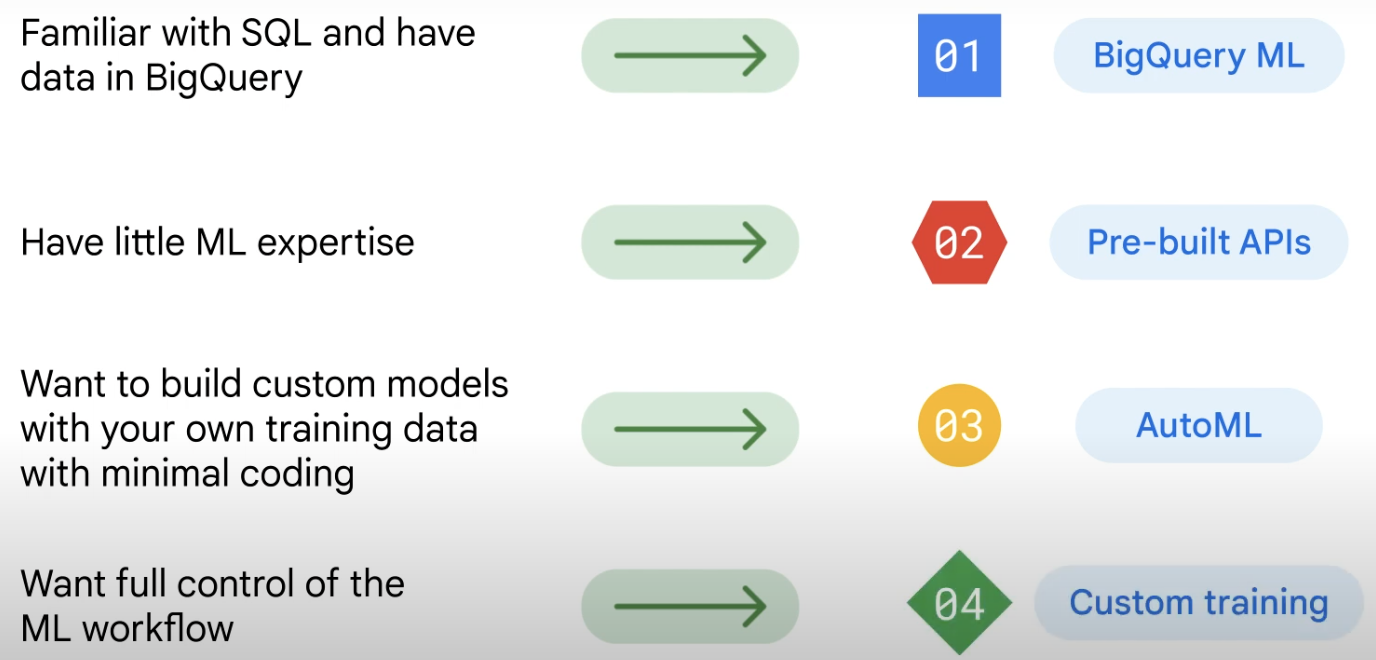 Familiar with SQL and have
data in BigQuery
01
BigQuery ML
Have little ML expertise
02
Pre-built APIs
Want to build custom models
with your own training data
with minimal coding
03
AutoML
Want full control of the
ML workflow
04
Custom training